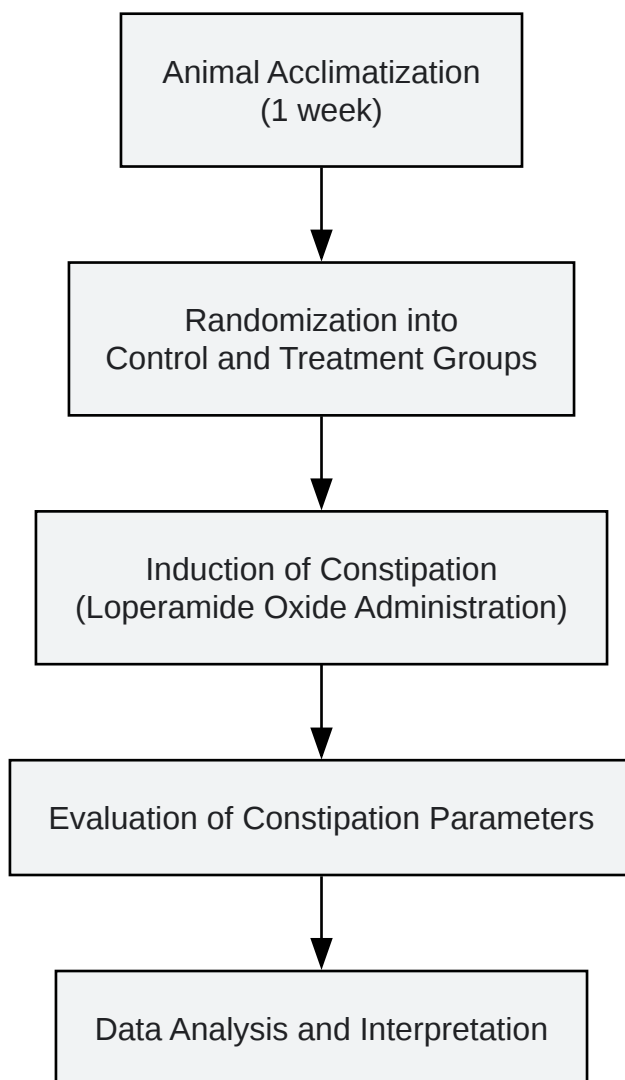 Animal Acclimatization
(1 week)
Randomization into
Control and Treatment Groups
Induction of Constipation
(Loperamide Oxide Administration)
Evaluation of Constipation Parameters
Data Analysis and Interpretation